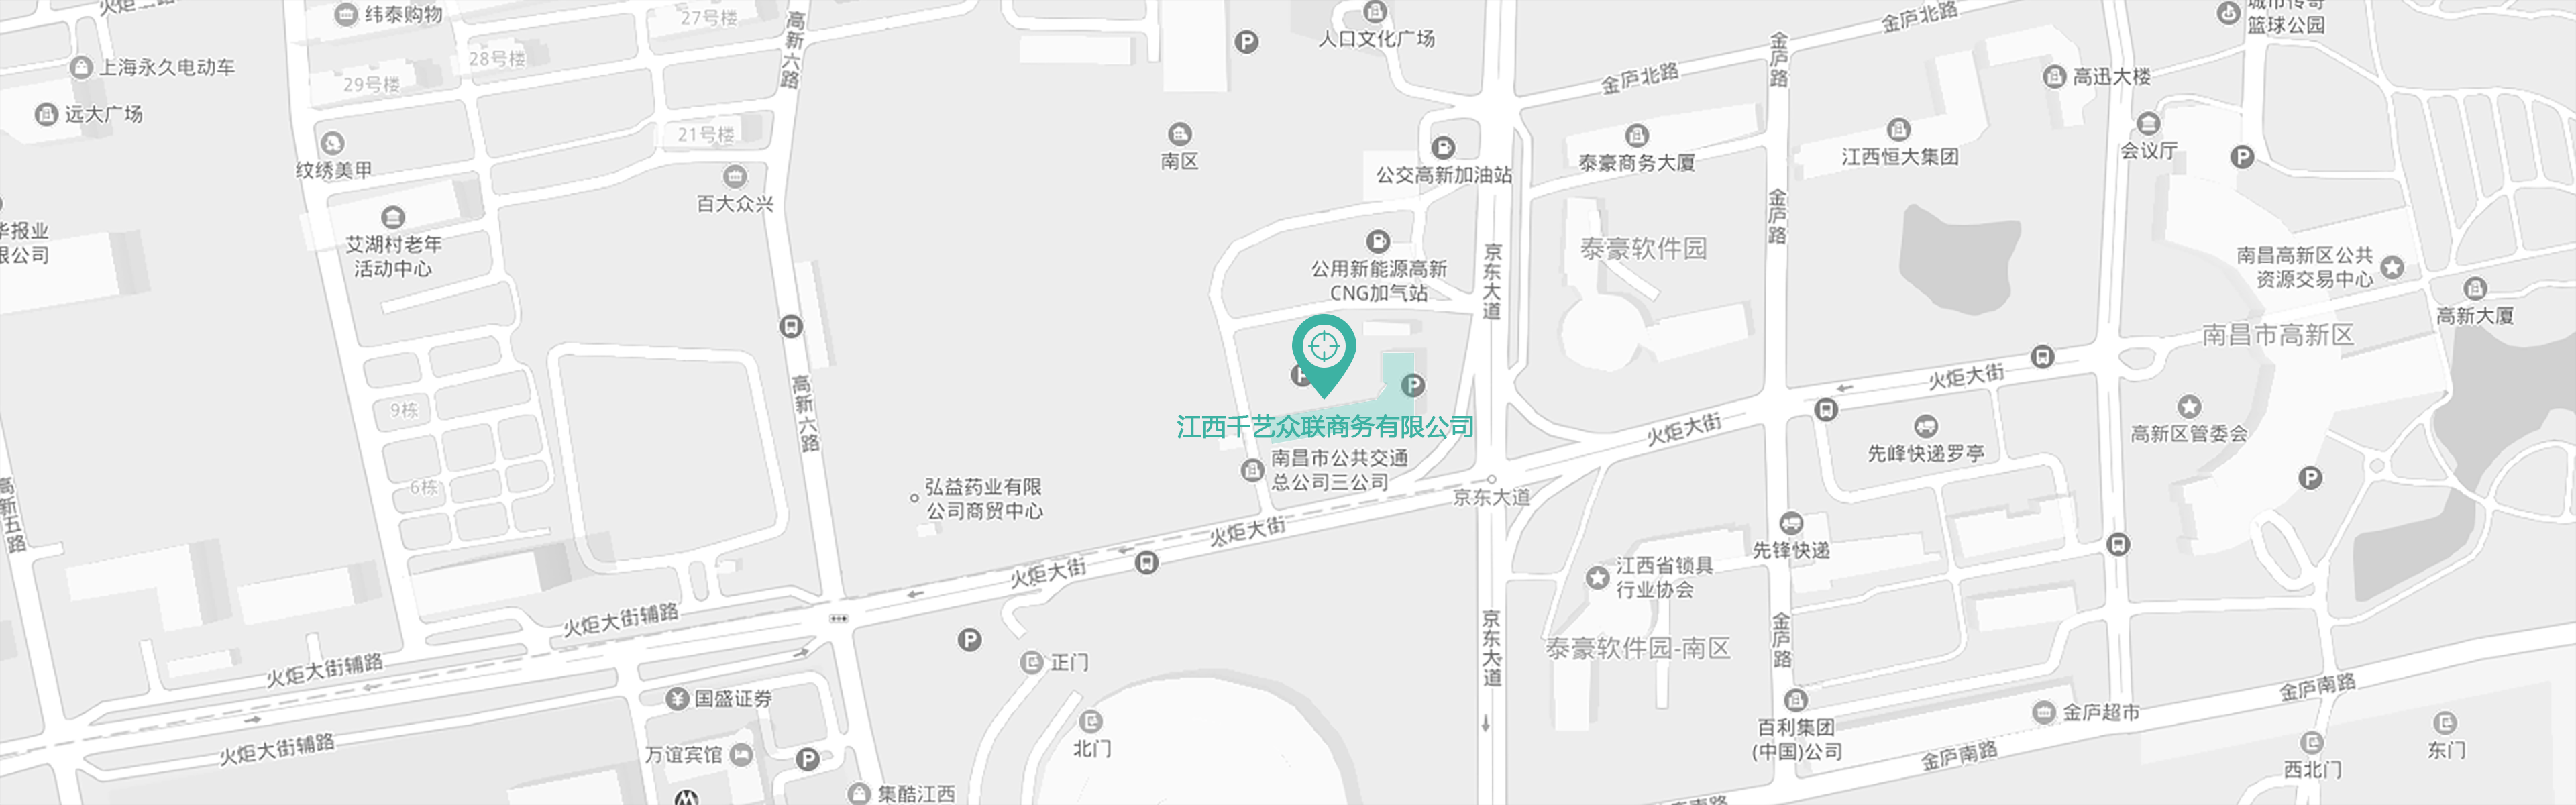 纬泰购物
27号楼
高新六路
人口文化广场
金庐北路
篮球公园
28号楼
上海永久电动车
29号楼
金庐路
金庐北路
高迅大楼
远大广场
21号楼
纹绣美甲
南区
公交高新加油站
泰豪商务大厦
江西恒大集团
会议厅
百大众兴
金庐路
艾湖村老年
活动中心
华报业
限公司
公用新能源高新
CNG加气站
京东大道
泰豪软件园
南昌高新区公共
资源交易中心
高新大厦
南昌市高新区
火炬大街
高新六路
9栋
江西千艺众联商务有限公司
火炬大街
先峰快递罗亭
高新区管委会
南昌市公共交通
总公司三公司
6栋
弘益药业有限
公司商贸中心
京东大道
高新五路
火炬大街
火炬大街
先锋快递
江西省锁具
行业协会
火炬大街辅路
京东大道
泰豪软件园-南区
金庐路
火炬大街辅路
正门
国盛证券
金庐南路
百利集团
(中国)公司
金庐超市
火炬大街辅路
万谊宾馆
北门
金庐南路
西北门
东门
集酷江西